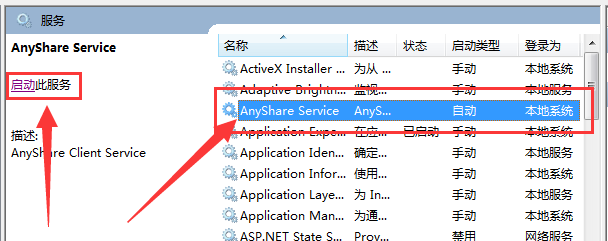 服务
AnyShare Service
启动此服务
描述:
AnyShare Client Service
名称 描述 状态 启动类型 登录为
ActiveX Installer ... 为从 ... 手动 本地系统
Adaptive Brightn... 监视... 手动 本地服务
AnyShare Service AnyS... 自动 本地系统
Application Expe... 在应... 已启动 手动 本地系统
Application Iden... 确定... 手动 本地服务
Application Infor... 使用... 手动 本地系统
Application Laye... 为 In... 手动 本地服务
Application Man... 为通... 手动 本地系统
ASP.NET State S... Prov... 禁用 网络服务